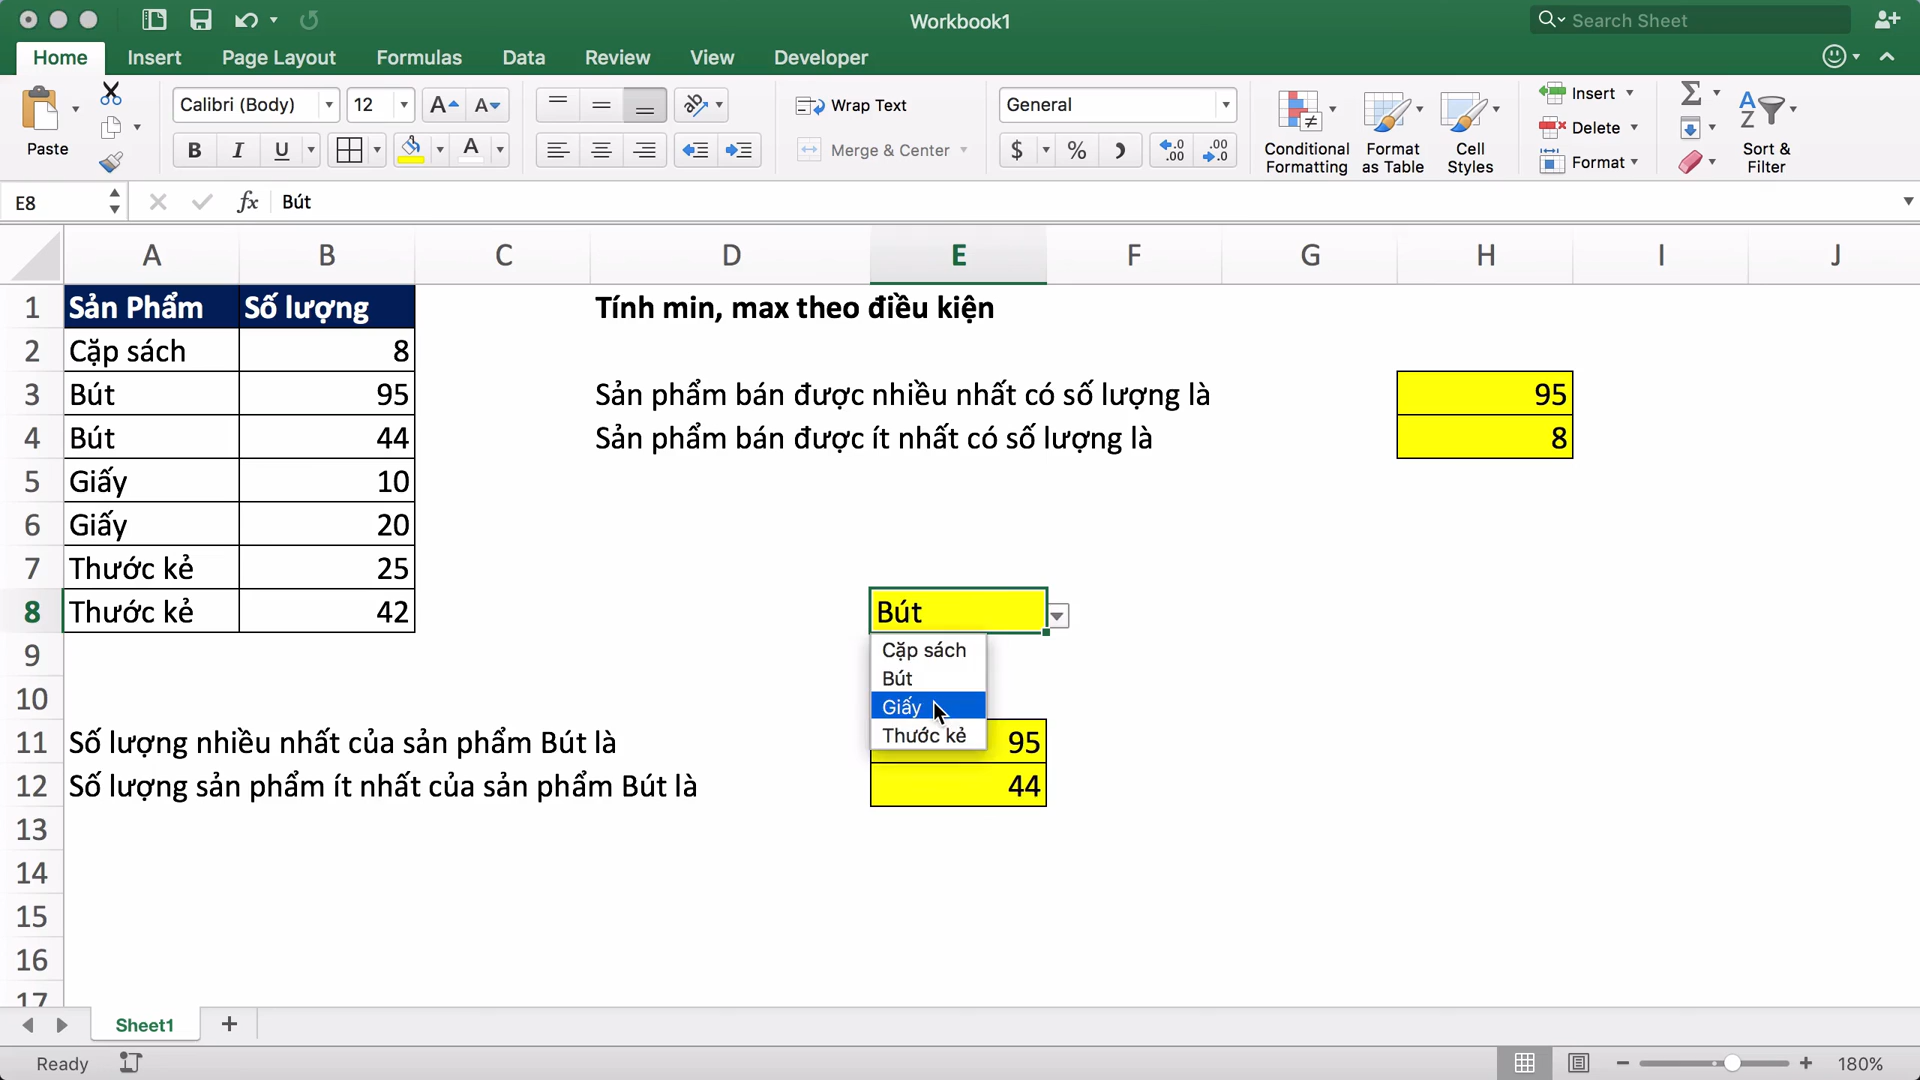 Workbook1
Search Sheet
Home Insert Page Layout Formulas Data Review View Developer
Paste
Calibri (Body) 12
A A
B I U A
Wrap Text
Merge & Center
General
$ % ,
Conditional Formatting
Format as Table
Cell Styles
Insert
Delete
Format
Sort & Filter
E8 fx Bút
A B C D E F G H I J
1 Sản Phẩm Số lượng Tính min, max theo điều kiện
2 Cặp sách 8
3 Bút 95 Sản phẩm bán được nhiều nhất có số lượng là 95
4 Bút 44 Sản phẩm bán được ít nhất có số lượng là 8
5 Giấy 10
6 Giấy 20
7 Thước kẻ 25
8 Thước kẻ 42 Bút
9 Cặp sách
Bút
10 Giấy
Thước kẻ
11 Số lượng nhiều nhất của sản phẩm Bút là 95
12 Số lượng sản phẩm ít nhất của sản phẩm Bút là 44
13
14
15
16
17
Sheet1 +
Ready 180%